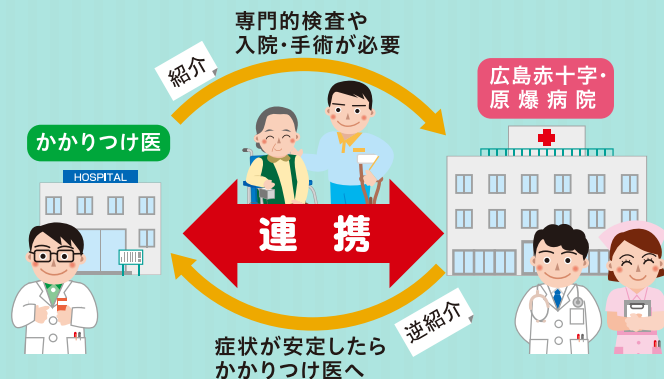 専門的検査や
入院・手術が必要
紹介
広島赤十字・
原爆病院
かかりつけ医
HOSPITAL
連携
逆紹介
症状が安定したら
かかりつけ医へ